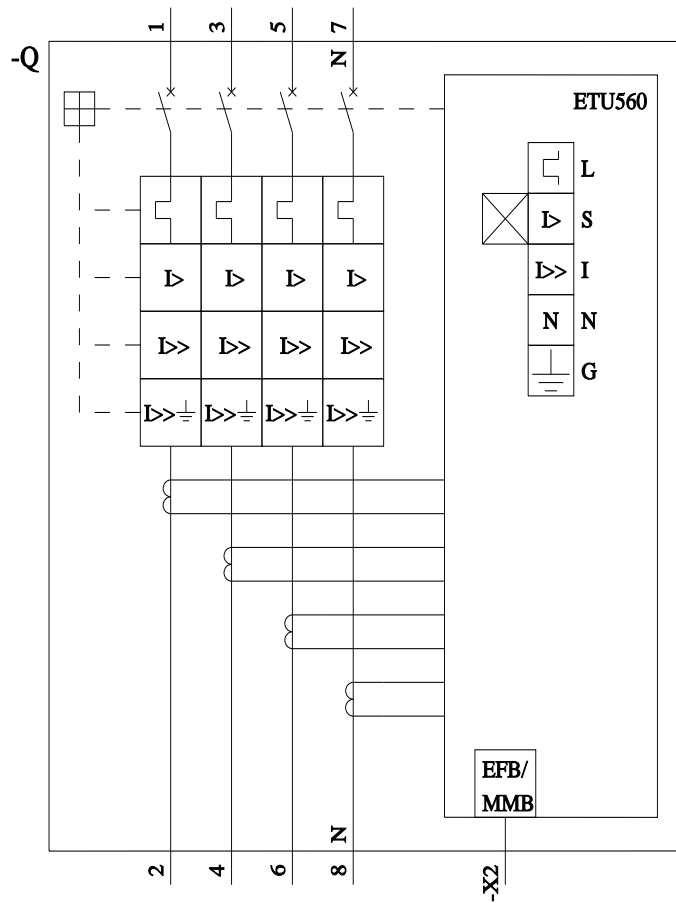 1 3 5 7
N
-Q
ETU560
L
I> S
I>> I
N N
G
I> I> I> I>
I>> I>> I>> I>>
I>> I>> I>> I>>
EFB/
MMB
N
2 4 6 8
-X2